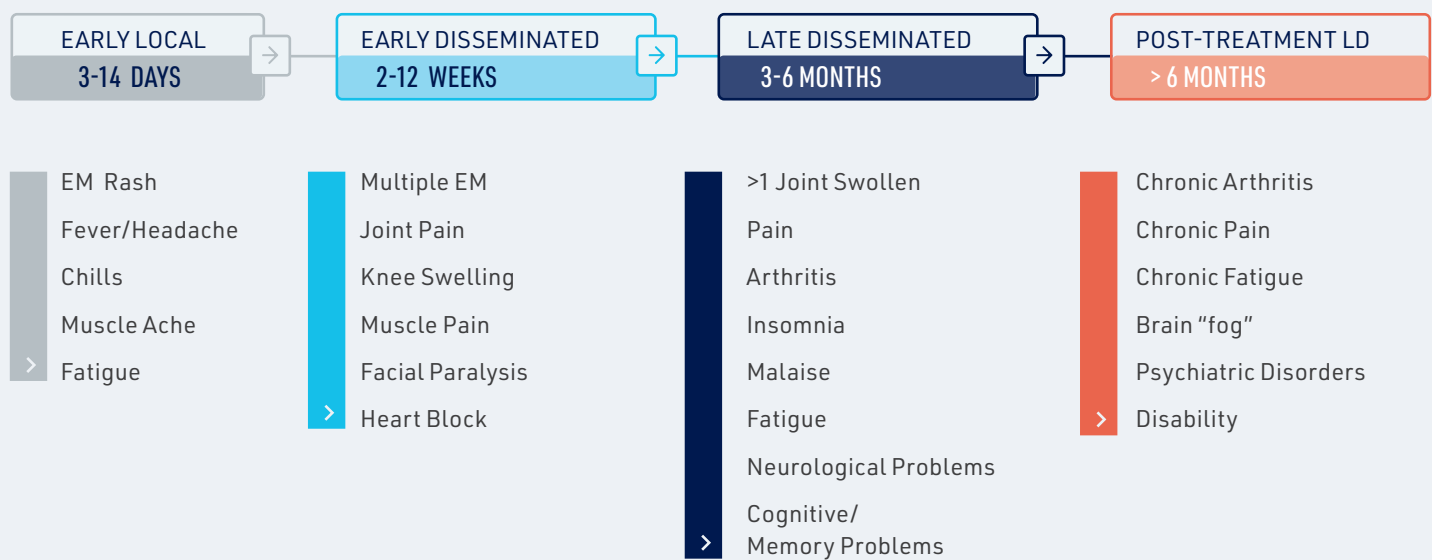 EARLY LOCAL
3-14 DAYS
EARLY DISSEMINATED
2-12 WEEKS
LATE DISSEMINATED
3-6 MONTHS
POST-TREATMENT LD
> 6 MONTHS
EM Rash
Fever/Headache
Chills
Muscle Ache
Fatigue
Multiple EM
Joint Pain
Knee Swelling
Muscle Pain
Facial Paralysis
Heart Block
>1 Joint Swollen
Pain
Arthritis
Insomnia
Malaise
Fatigue
Neurological Problems
Cognitive/
Memory Problems
Chronic Arthritis
Chronic Pain
Chronic Fatigue
Brain “fog”
Psychiatric Disorders
Disability